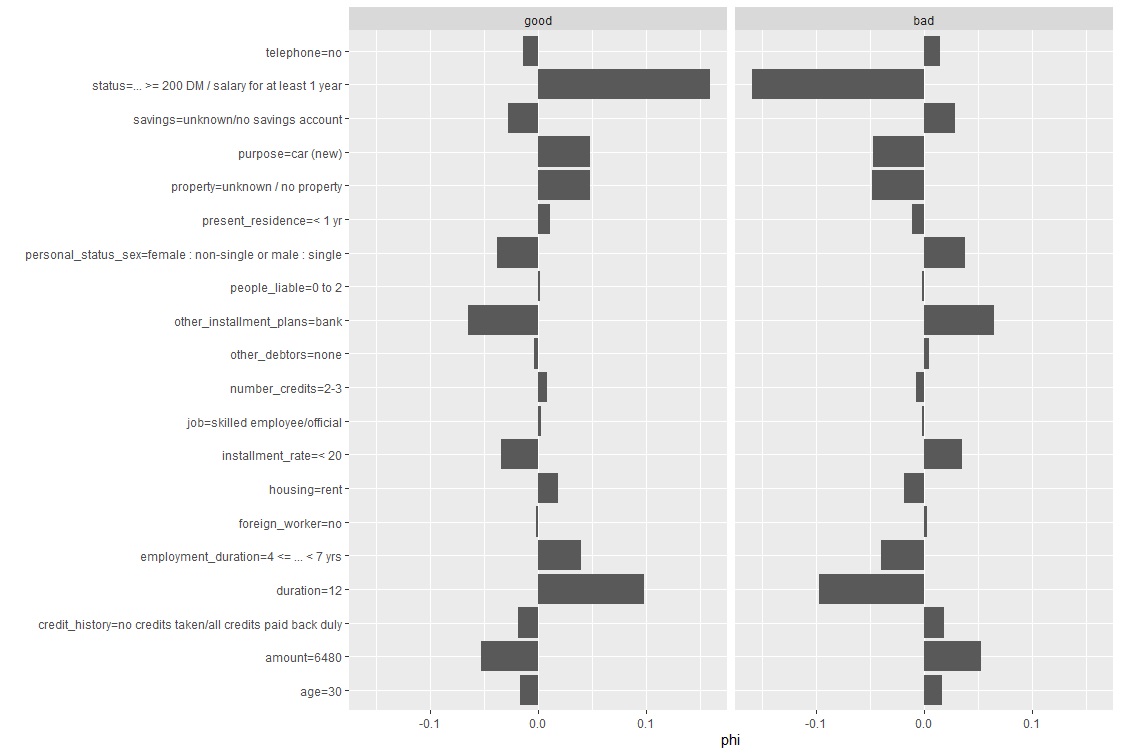 good bad
telephone=no
status=... >= 200 DM / salary for at least 1 year
savings=unknown/no savings account
purpose=car (new)
property=unknown / no property
present_residence=< 1 yr
personal_status_sex=female : non-single or male : single
people_liable=0 to 2
other_installment_plans=bank
other_debtors=none
number_credits=2-3
job=skilled employee/official
installment_rate=< 20
housing=rent
foreign_worker=no
employment_duration=4 <= ... < 7 yrs
duration=12
credit_history=no credits taken/all credits paid back duly
amount=6480
age=30
-0.1 0.0 0.1 -0.1 0.0 0.1
phi